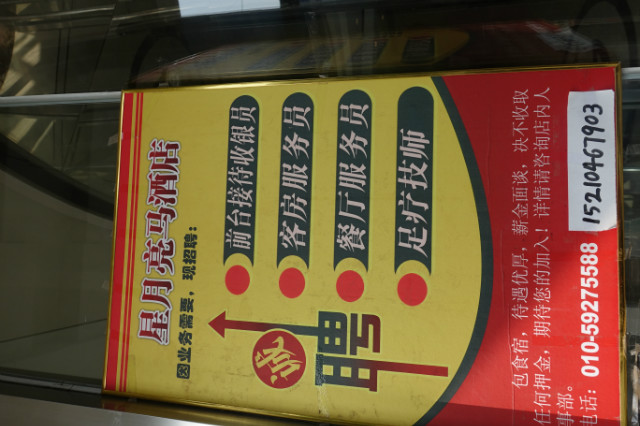 星月亮马酒店
因业务需要，现招聘：
前台接待收银员
客房服务员
餐厅服务员
足疗技师
诚聘
包食宿，待遇优厚，薪金面谈，决不收取
任何押金，期待您的加入！详情请咨询店内人
事部。
电话：010-59275588 15210467903